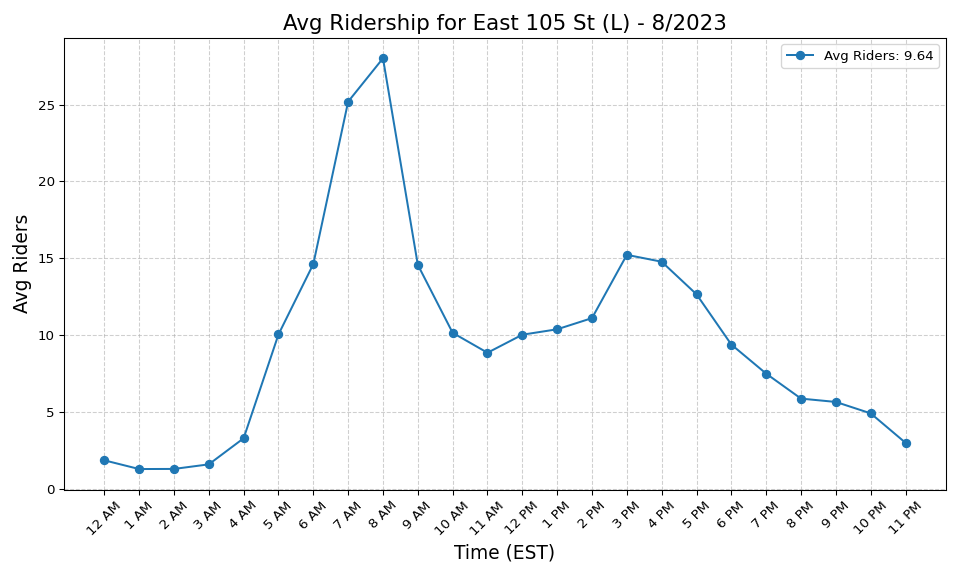 Avg Ridership for East 105 St (L) - 8/2023
Avg Riders: 9.64
Avg Riders
25
20
15
10
5
0
12 AM
1 AM
2 AM
3 AM
4 AM
5 AM
6 AM
7 AM
8 AM
9 AM
10 AM
11 AM
12 PM
1 PM
2 PM
3 PM
4 PM
5 PM
6 PM
7 PM
8 PM
9 PM
10 PM
11 PM
Time (EST)